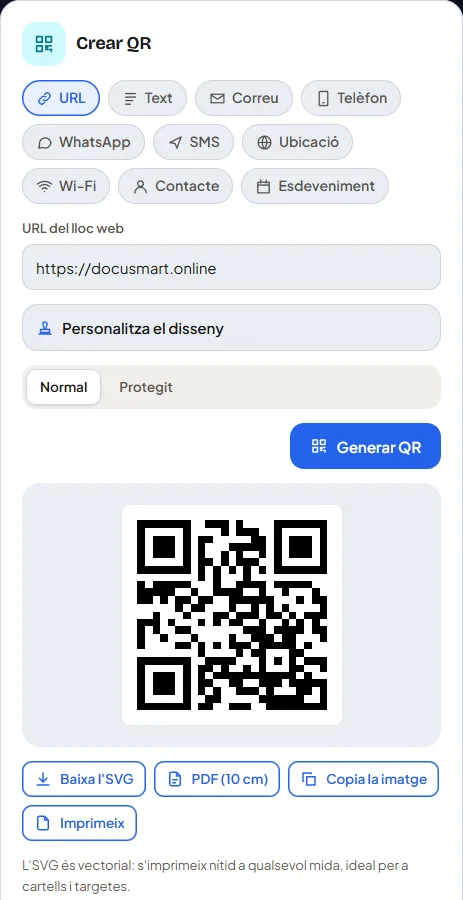 Crear QR
URL Text Correu Telèfon
WhatsApp SMS Ubicació
Wi-Fi Contacte Esdeveniment
URL del lloc web
https://docusmart.online
Personalitza el disseny
Normal Protegit
Generar QR
Baixa l'SVG PDF (10 cm) Copia la imatge
Imprimeix
L'SVG és vectorial: s'imprimeix nítid a qualsevol mida, ideal per a
cartells i targetes.